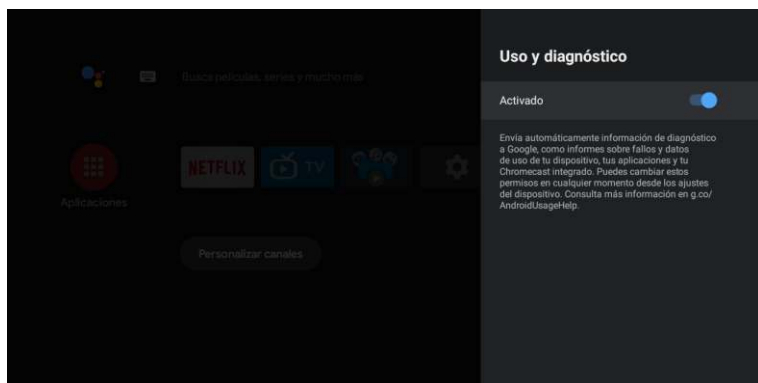 Uso y diagnóstico
Activado
Envía automáticamente información de diagnóstico
a Google, como informes sobre fallos y datos
de uso de tu dispositivo, tus aplicaciones y tu
Chromecast integrado. Puedes cambiar estos
permisos en cualquier momento desde los ajustes
del dispositivo. Consulta más información en g.co/
AndroidUsageHelp.
Busca películas, series y mucho más
NETFLIX
TV
Aplicaciones
Personalizar canales